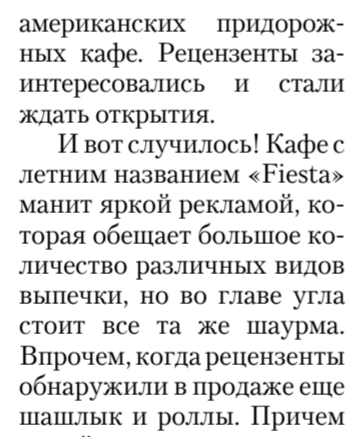 американских придорож-
ных кафе. Рецензенты за-
интересовались и стали
ждать открытия.
И вот случилось! Кафе с
летним названием «Fiesta»
манит яркой рекламой, ко-
торая обещает большое ко-
личество различных видов
выпечки, но во главе угла
стоит все та же шаурма.
Впрочем, когда рецензенты
обнаружили в продаже еще
шашлык и роллы. Причем